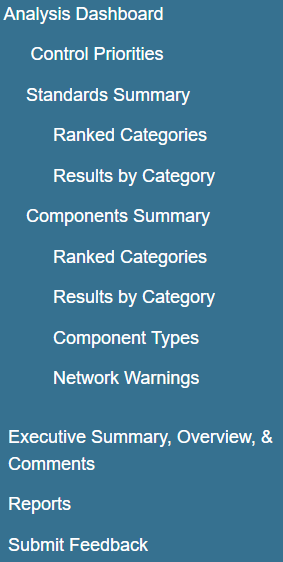 Analysis Dashboard
Control Priorities
Standards Summary
Ranked Categories
Results by Category
Components Summary
Ranked Categories
Results by Category
Component Types
Network Warnings
Executive Summary, Overview, &
Comments
Reports
Submit Feedback